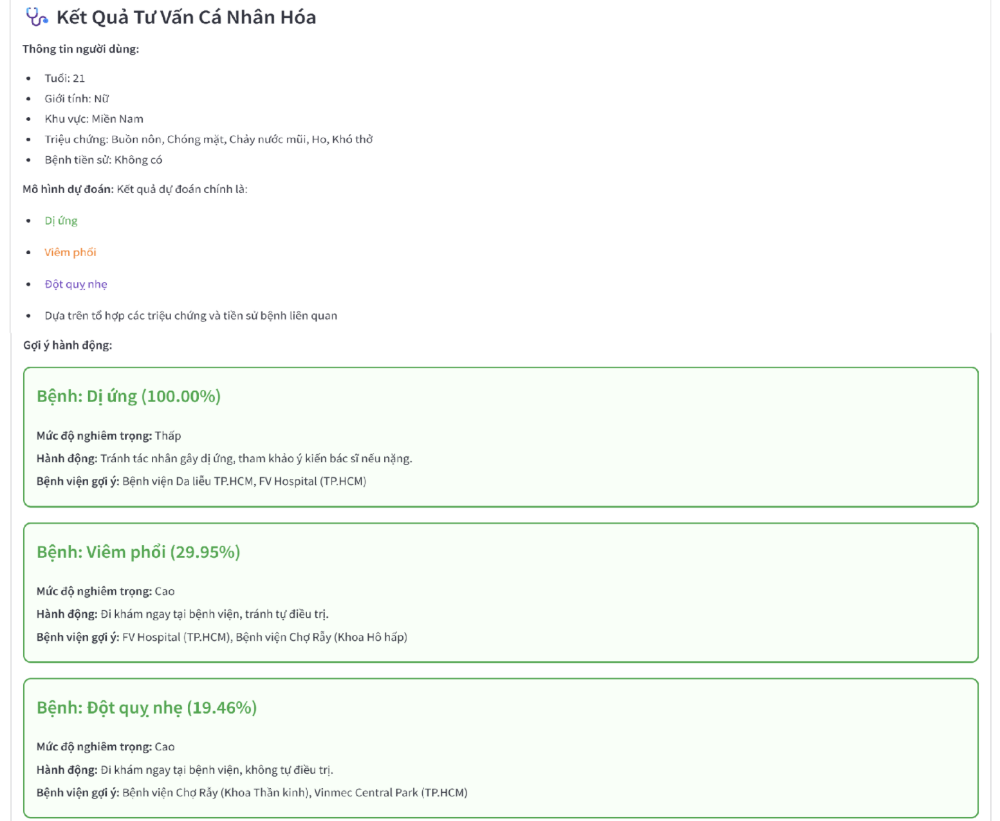 Kết Quả Tư Vấn Cá Nhân Hóa
Thông tin người dùng:
• Tuổi: 21
• Giới tính: Nữ
• Khu vực: Miền Nam
• Triệu chứng: Buồn nôn, Chóng mặt, Chảy nước mũi, Ho, Khó thở
• Bệnh tiền sử: Không có
Mô hình dự đoán: Kết quả dự đoán chính là:
• Dị ứng
• Viêm phổi
• Đột quỵ nhẹ
• Dựa trên tổ hợp các triệu chứng và tiền sử bệnh liên quan
Gợi ý hành động:
Bệnh: Dị ứng (100.00%)
Mức độ nghiêm trọng: Thấp
Hành động: Tránh tác nhân gây dị ứng, tham khảo ý kiến bác sĩ nếu nặng.
Bệnh viện gợi ý: Bệnh viện Da liễu TP.HCM, FV Hospital (TP.HCM)
Bệnh: Viêm phổi (29.95%)
Mức độ nghiêm trọng: Cao
Hành động: Đi khám ngay tại bệnh viện, tránh tự điều trị.
Bệnh viện gợi ý: FV Hospital (TP.HCM), Bệnh viện Chợ Rẫy (Khoa Hô hấp)
Bệnh: Đột quỵ nhẹ (19.46%)
Mức độ nghiêm trọng: Cao
Hành động: Đi khám ngay tại bệnh viện, không tự điều trị.
Bệnh viện gợi ý: Bệnh viện Chợ Rẫy (Khoa Thần kinh), Vinmec Central Park (TP.HCM)